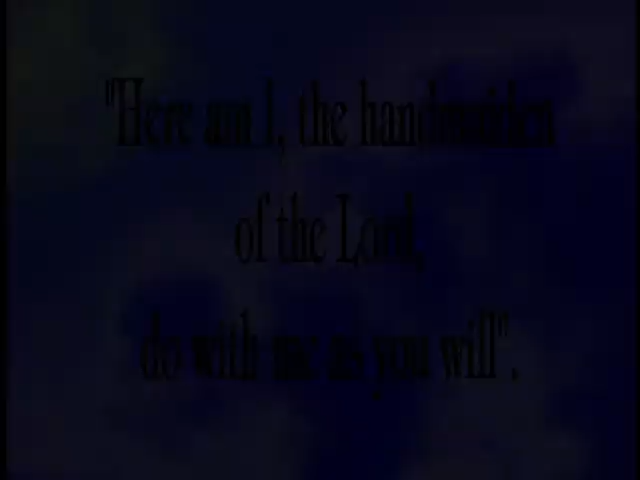 "Here am I, the handmaiden
of the Lord,
do with me as you will".